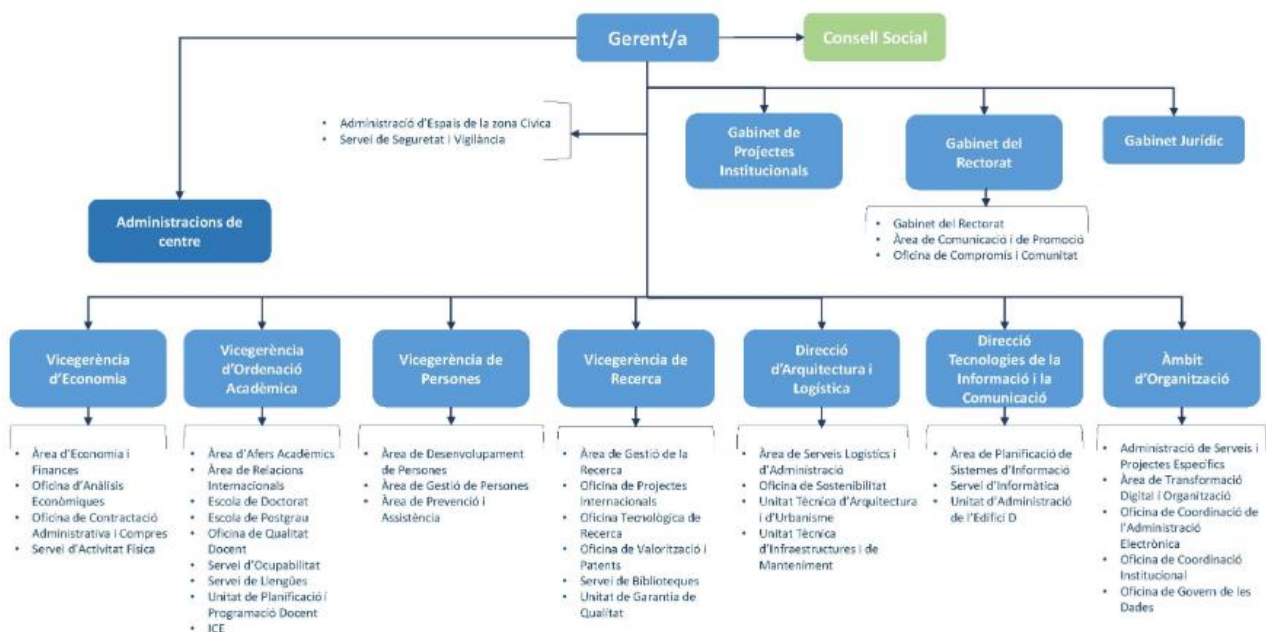 Gerent/a
Consell Social
• Administració d'Espais de la zona Cívica
• Servei de Seguretat i Vigilància
Gabinet de
Projectes
Institucionals
Gabinet del
Rectorat
Gabinet Jurídic
• Gabinet del Rectorat
• Àrea de Comunicació i de Promoció
• Oficina de Compromís i Comunitat
Administracions de
centre
Vicegerència
d'Economia
• Àrea d'Economia i
Finances
• Oficina d'Anàlisis
Econòmiques
• Oficina de Contractació
Administrativa i Compres
• Servei d'Activitat Física
Vicegerència
d'Ordenació
Acadèmica
• Àrea d'Afers Acadèmics
• Àrea de Relacions
Internacionals
• Escola de Doctorat
• Escola de Postgrau
• Oficina de Qualitat
Docent
• Servei d'Ocupabilitat
• Servei de Llengües
• Unitat de Planificació i
Programació Docent
• ICE
Vicegerència de
Persones
• Àrea de Desenvolupament
de Persones
• Àrea de Gestió de Persones
• Àrea de Prevenció i
Assistència
Vicegerència de
Recerca
• Àrea de Gestió de la
Recerca
• Oficina de Projectes
Internacionals
• Oficina Tecnològica de
Recerca
• Oficina de Valorització i
Patents
• Servei de Biblioteques
• Unitat de Garantia de
Qualitat
Direcció
d'Arquitectura i
Logística
• Àrea de Serveis Logístics i
d'Administració
• Oficina de Sostenibilitat
• Unitat Tècnica d'Arquitectura
i d'Urbanisme
• Unitat Tècnica
d'Infraestructures i de
Manteniment
Direcció
Tecnologies de la
Informació i la
Comunicació
• Àrea de Planificació de
Sistemes d'Informació
• Servei d'Informàtica
• Unitat d'Administració
de l'Edifici D
Àmbit
d'Organització
• Administració de Serveis i
Projectes Específics
• Àrea de Transformació
Digital i Organització
• Oficina de Coordinació de
l'Administració
Electrònica
• Oficina de Coordinació
Institucional
• Oficina de Govern de les
Dades